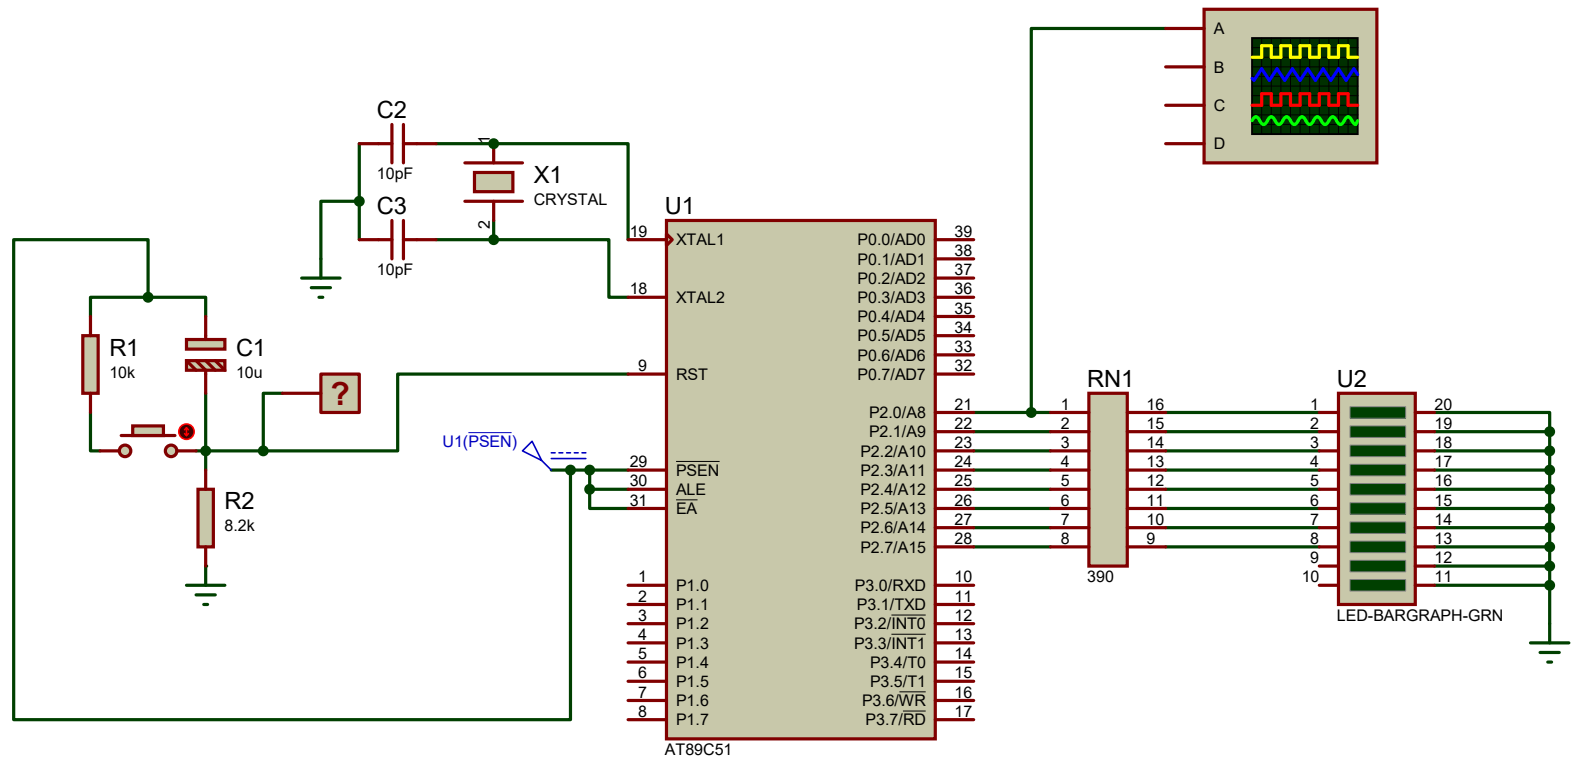 A
B
C
D
C2
10pF
1
X1
CRYSTAL
C3
10pF
2
U1
19 XTAL1
18 XTAL2
9 RST
29 PSEN
30 ALE
31 EA
1 P1.0
2 P1.1
3 P1.2
4 P1.3
5 P1.4
6 P1.5
7 P1.6
8 P1.7
P0.0/AD0 39
P0.1/AD1 38
P0.2/AD2 37
P0.3/AD3 36
P0.4/AD4 35
P0.5/AD5 34
P0.6/AD6 33
P0.7/AD7 32
P2.0/A8 21
P2.1/A9 22
P2.2/A10 23
P2.3/A11 24
P2.4/A12 25
P2.5/A13 26
P2.6/A14 27
P2.7/A15 28
P3.0/RXD 10
P3.1/TXD 11
P3.2/INT0 12
P3.3/INT1 13
P3.4/T0 14
P3.5/T1 15
P3.6/WR 16
P3.7/RD 17
AT89C51
R1
10k
C1
10u
?
U1(PSEN)
R2
8.2k
RN1
1 16
2 15
3 14
4 13
5 12
6 11
7 10
8 9
390
U2
1 20
2 19
3 18
4 17
5 16
6 15
7 14
8 13
9 12
10 11
LED-BARGRAPH-GRN